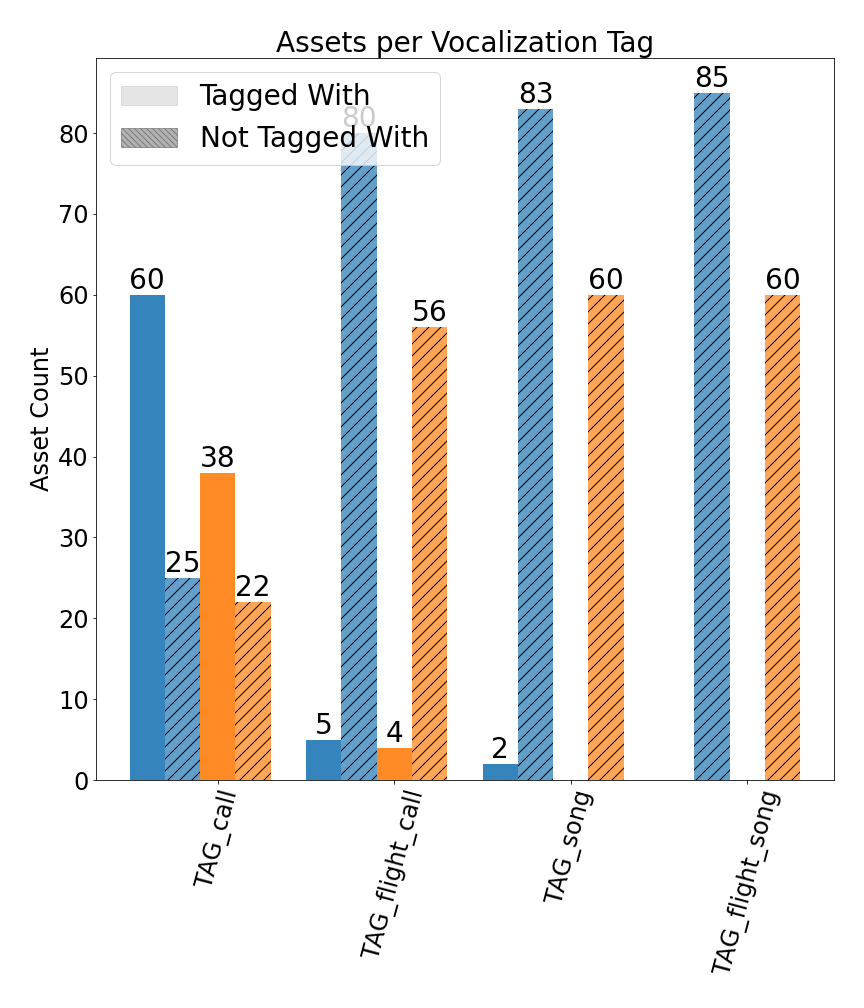 Assets per Vocalization Tag
Tagged With
Not Tagged With
Asset Count
80
70
60
50
40
30
20
10
0
60
25
38
22
5
80
4
56
2
83
60
85
60
TAG_call
TAG_flight_call
TAG_song
TAG_flight_song